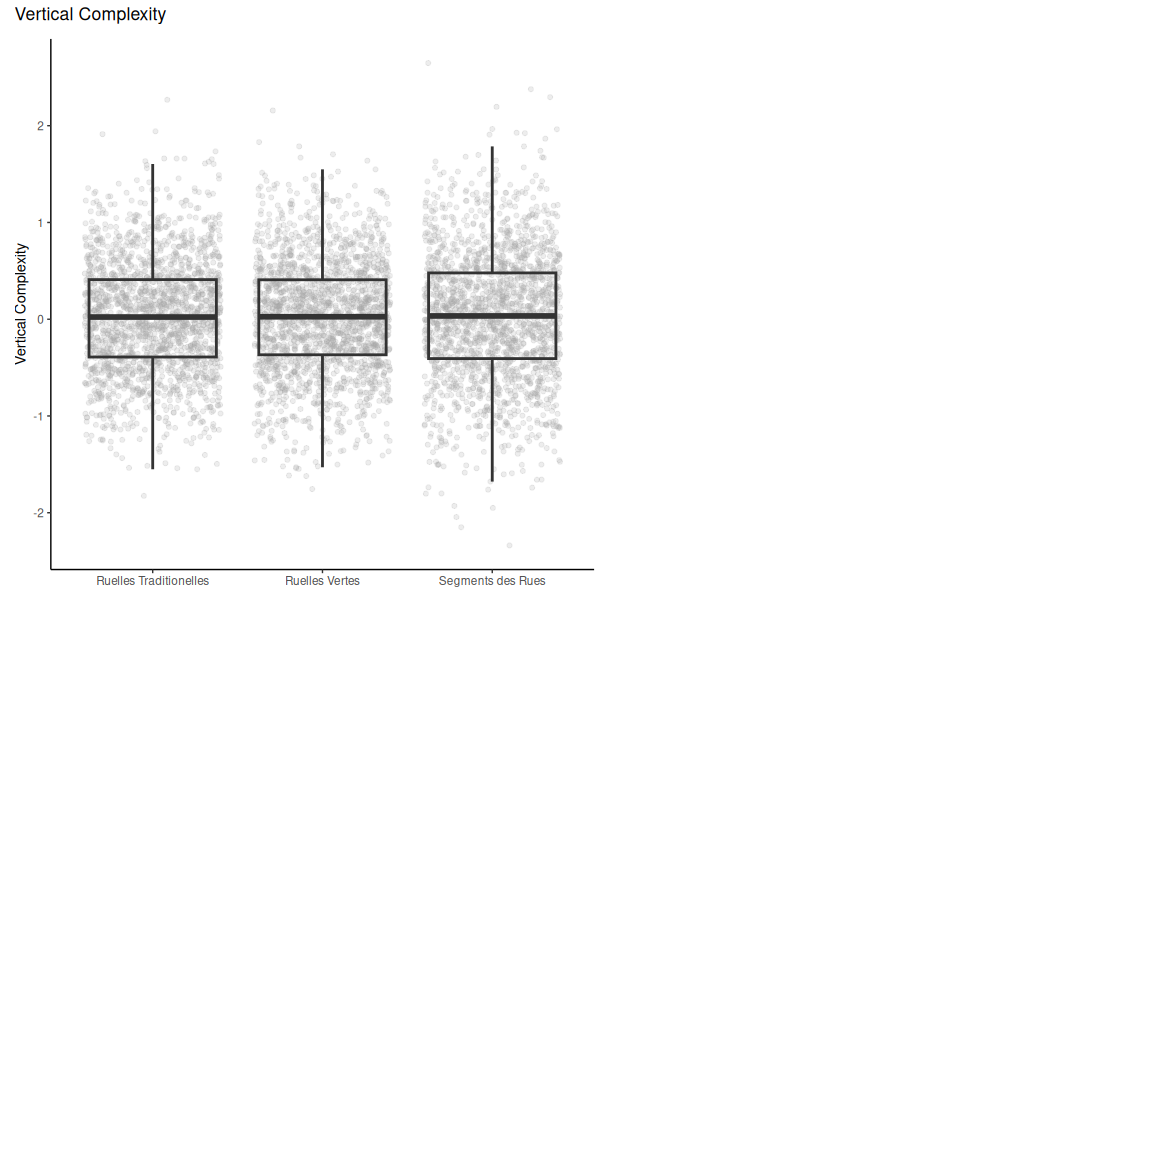 Vertical Complexity
Vertical Complexity
2
1
0
-1
-2
Ruelles Traditionelles
Ruelles Vertes
Segments des Rues